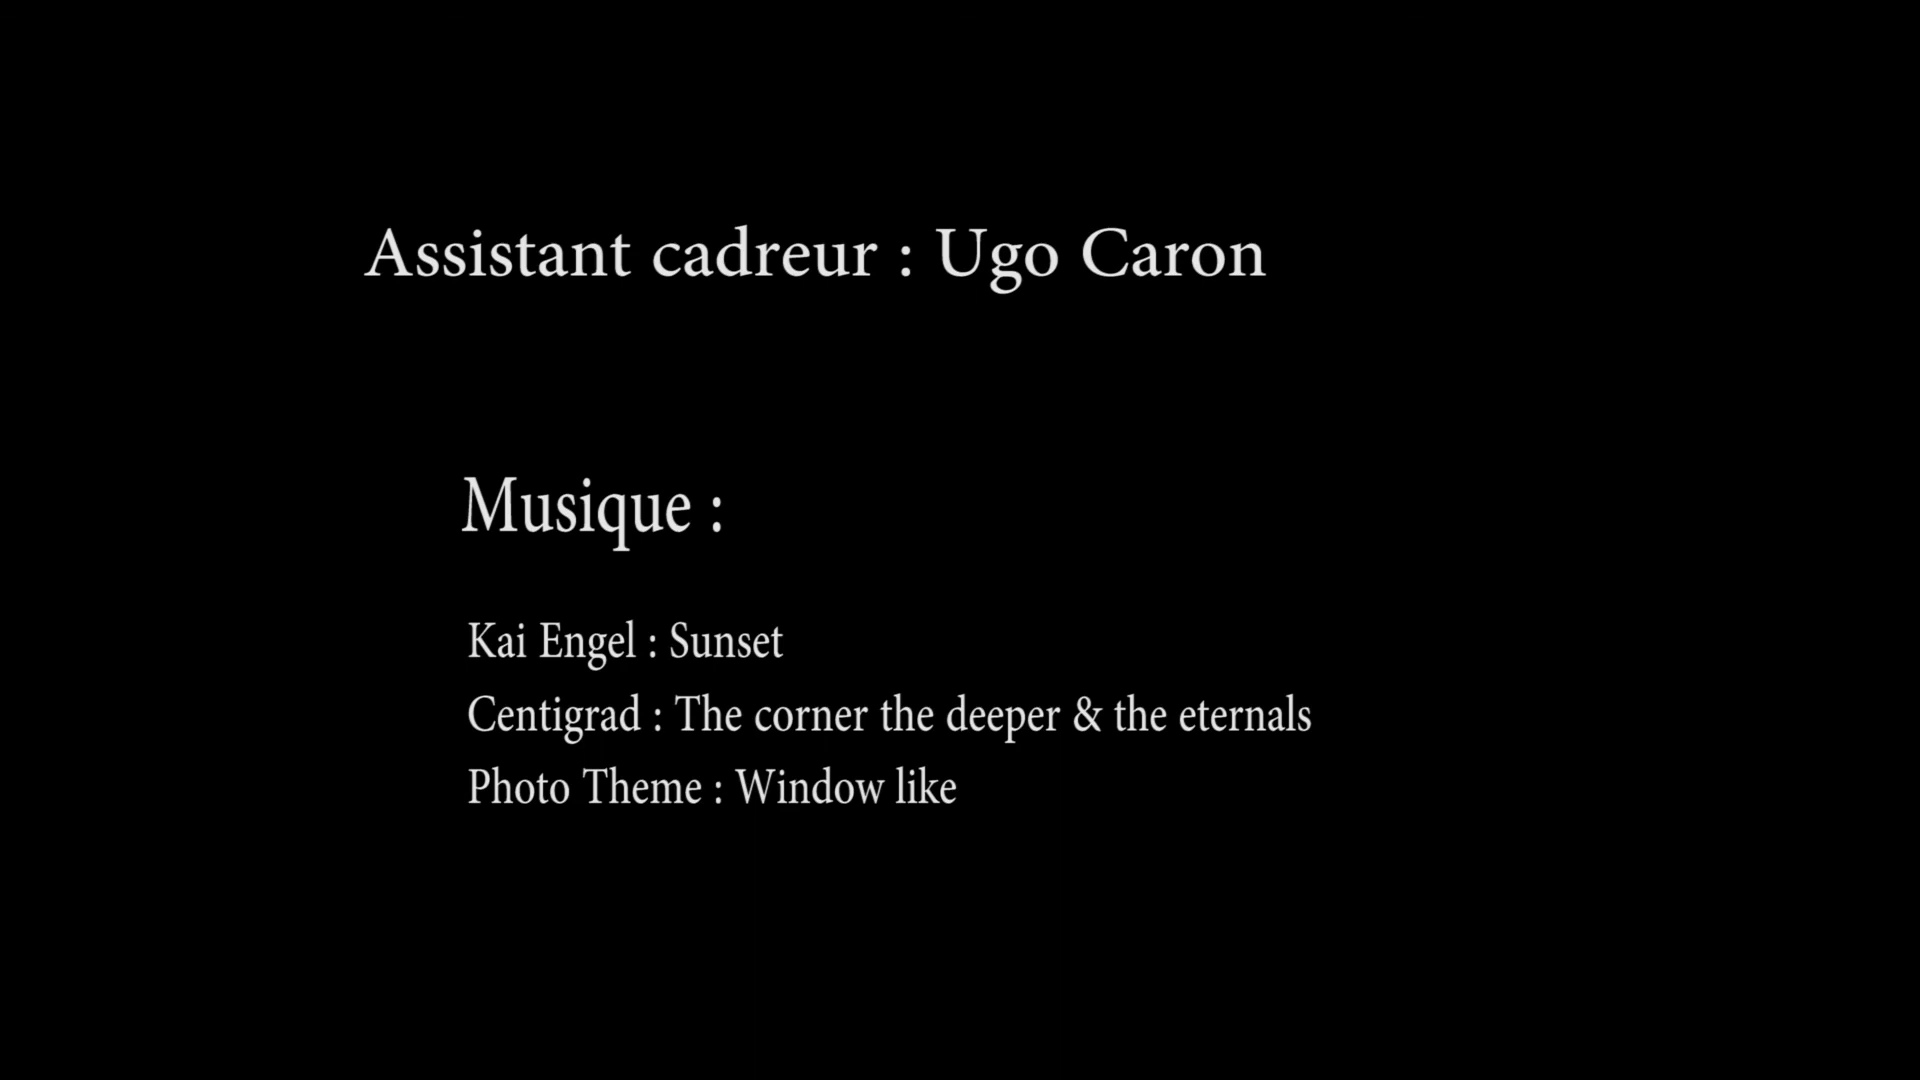 Assistant cadreur : Ugo Caron
Musique :
Kai Engel : Sunset
Centigrad : The corner the deeper & the eternals
Photo Theme : Window like